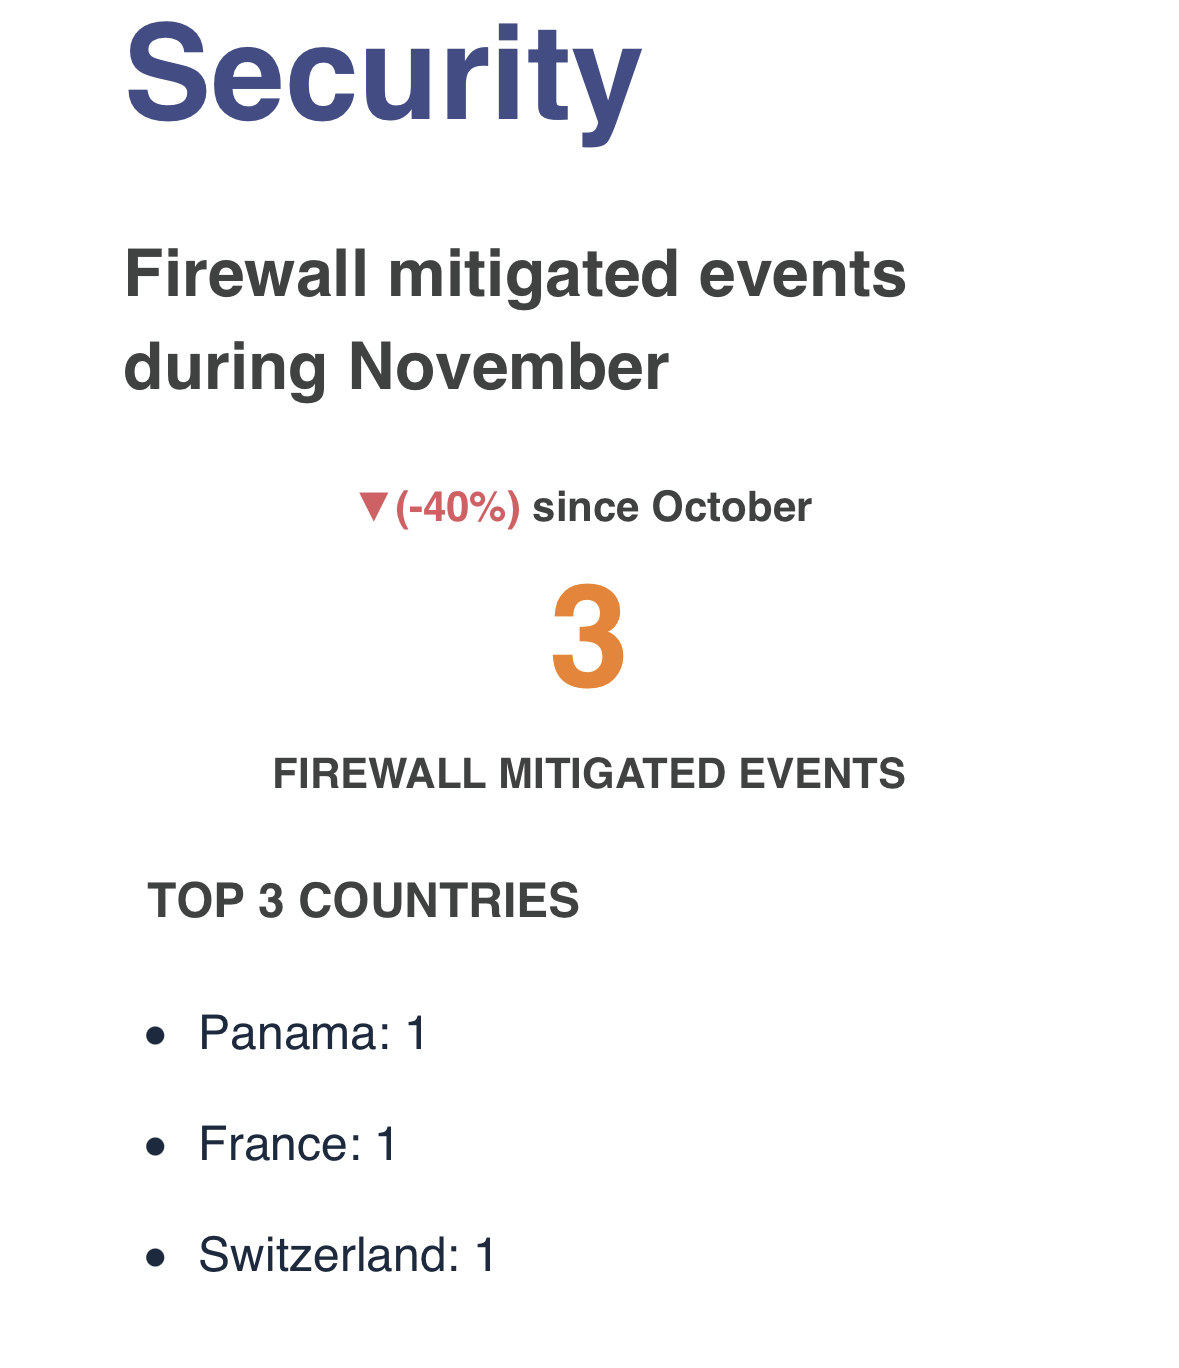 Security
Firewall mitigated events
during November
▼(-40%) since October
3
FIREWALL MITIGATED EVENTS
TOP 3 COUNTRIES
● Panama: 1
● France: 1
● Switzerland: 1